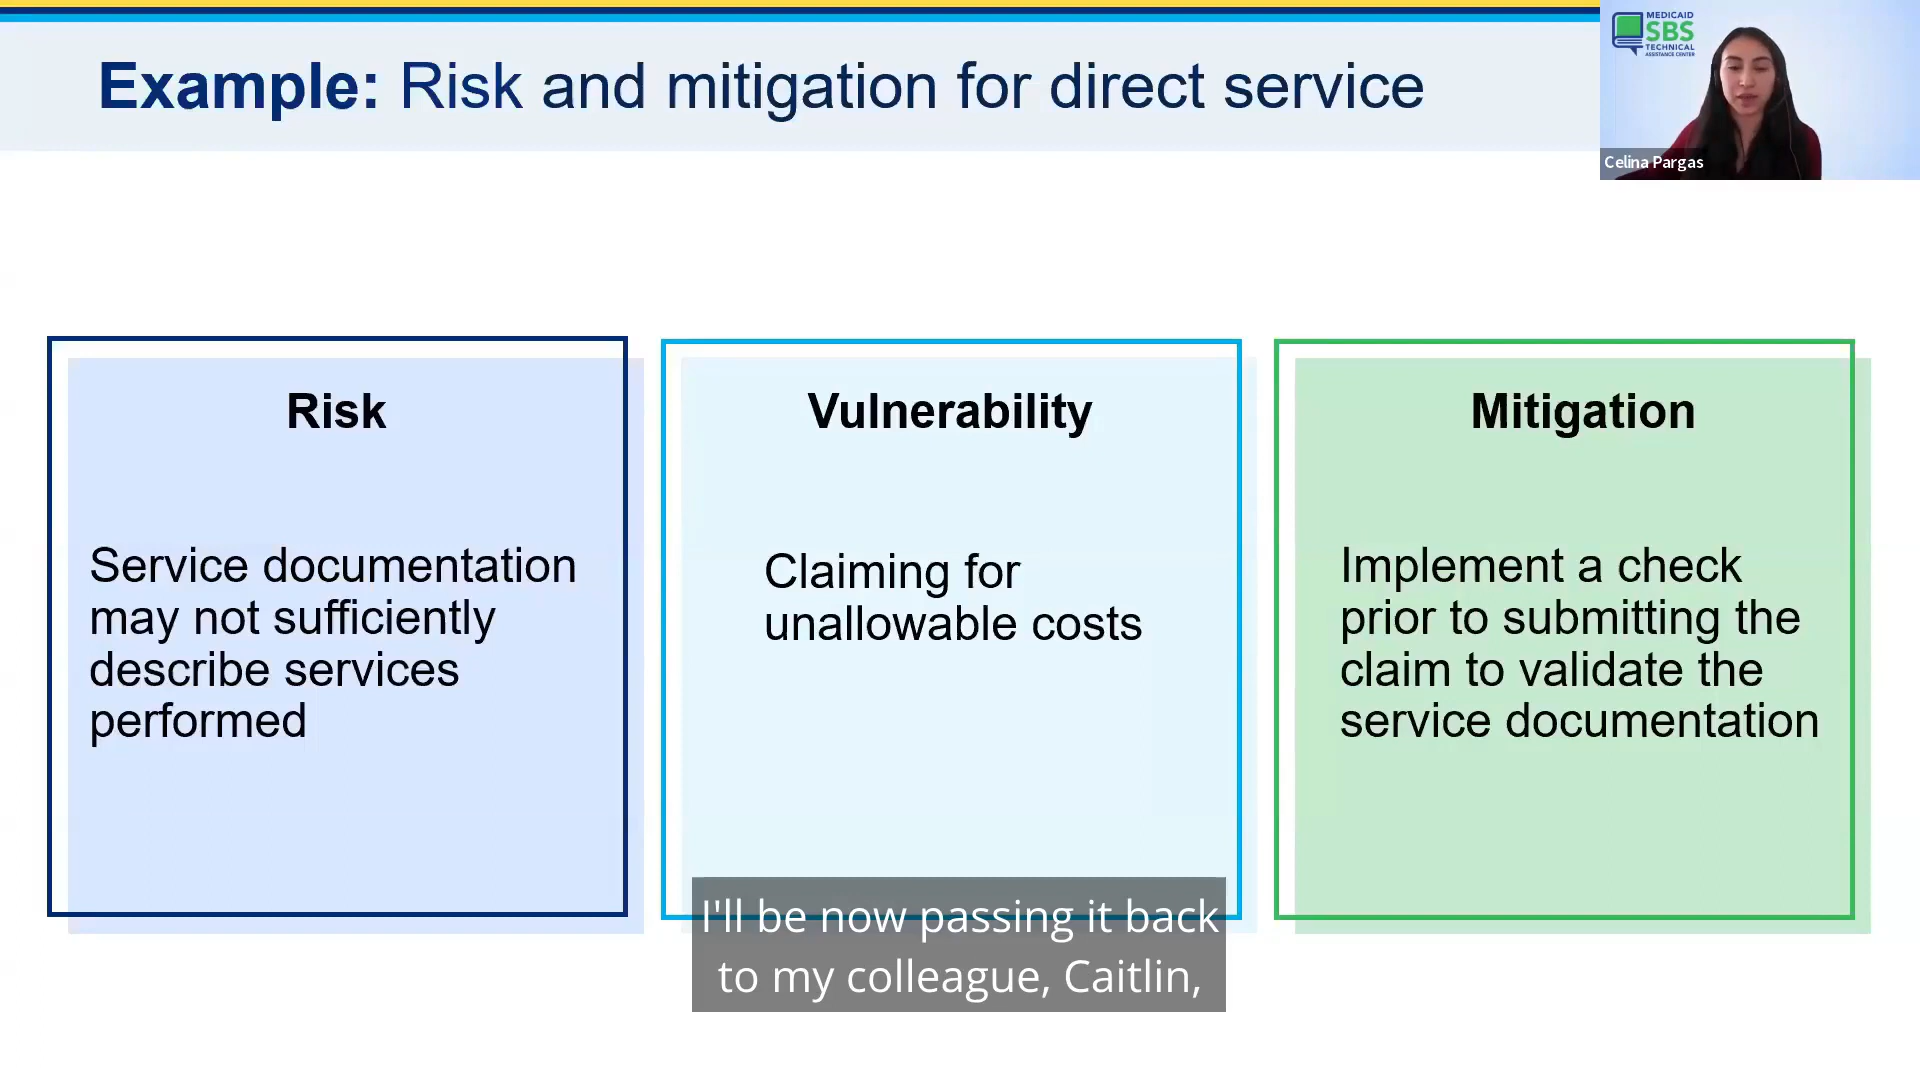 Example: Risk and mitigation for direct service
MEDICAID
SBS
TECHNICAL
ASSISTANCE CENTER
Celina Pargas
Risk
Service documentation
may not sufficiently
describe services
performed
Vulnerability
Claiming for
unallowable costs
Mitigation
Implement a check
prior to submitting the
claim to validate the
service documentation
I'll be now passing it back
to my colleague, Caitlin,